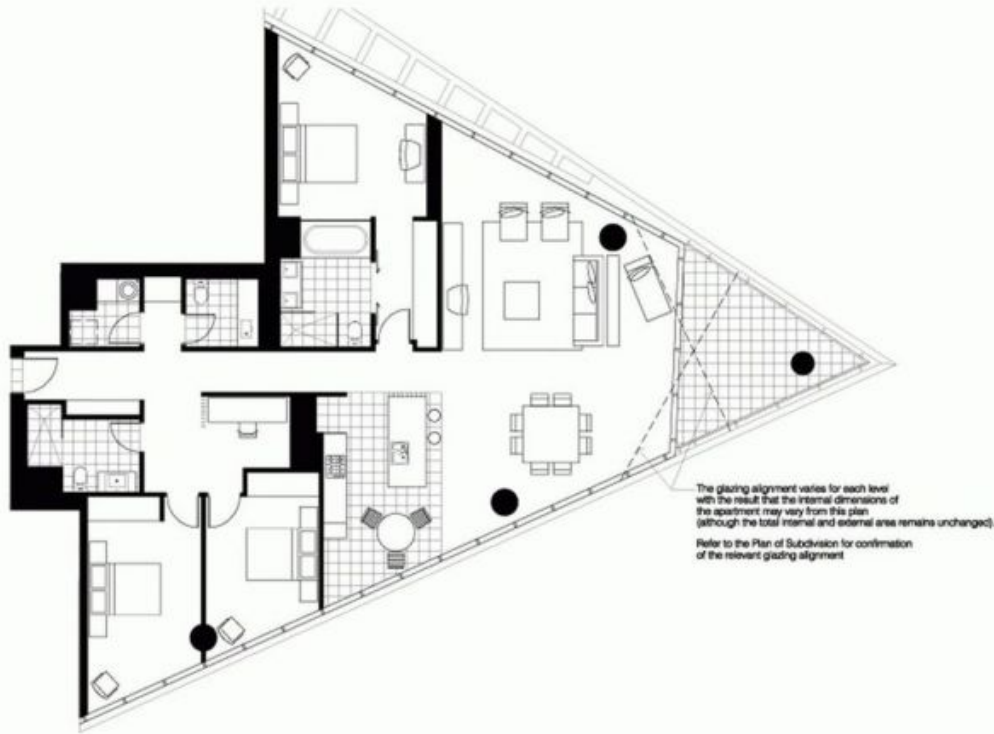 The glazing alignment varies for each level
with the result that the internal dimensions of
the apartment may vary from this plan
(although the total internal and external area remains unchanged)
Refer to the Plan of Subdivision for confirmation
of the relevant glazing alignment